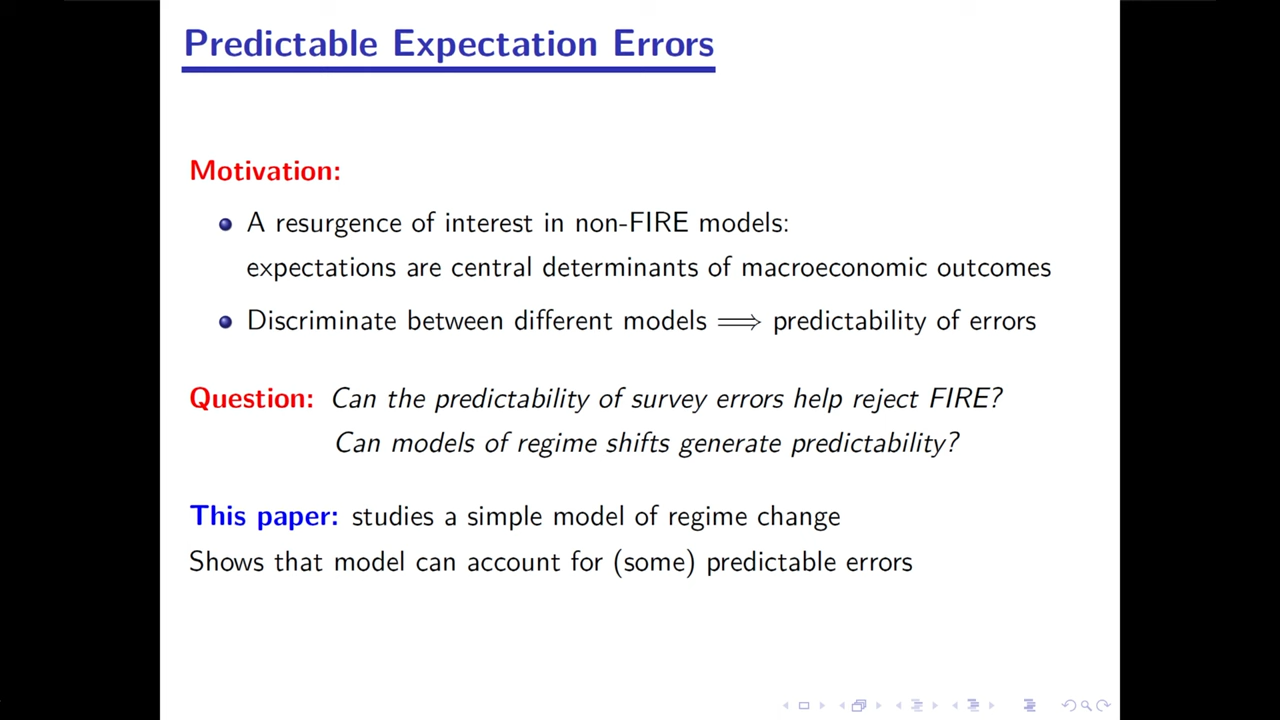 Predictable Expectation Errors
Motivation:
A resurgence of interest in non-FIRE models:
expectations are central determinants of macroeconomic outcomes
Discriminate between different models ⟹ predictability of errors
Question: Can the predictability of survey errors help reject FIRE?
Can models of regime shifts generate predictability?
This paper: studies a simple model of regime change
Shows that model can account for (some) predictable errors